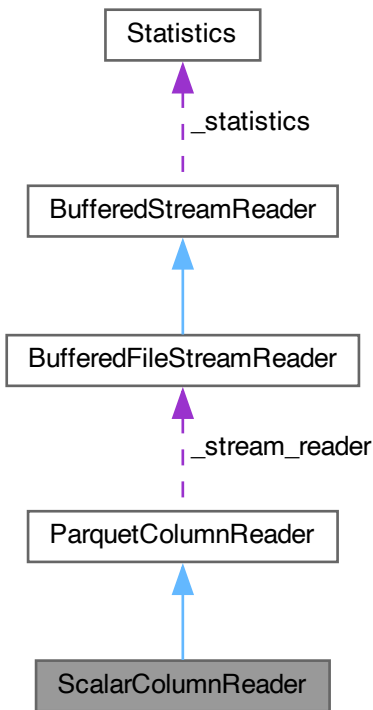 Statistics
_statistics
BufferedStreamReader
BufferedFileStreamReader
_stream_reader
ParquetColumnReader
ScalarColumnReader